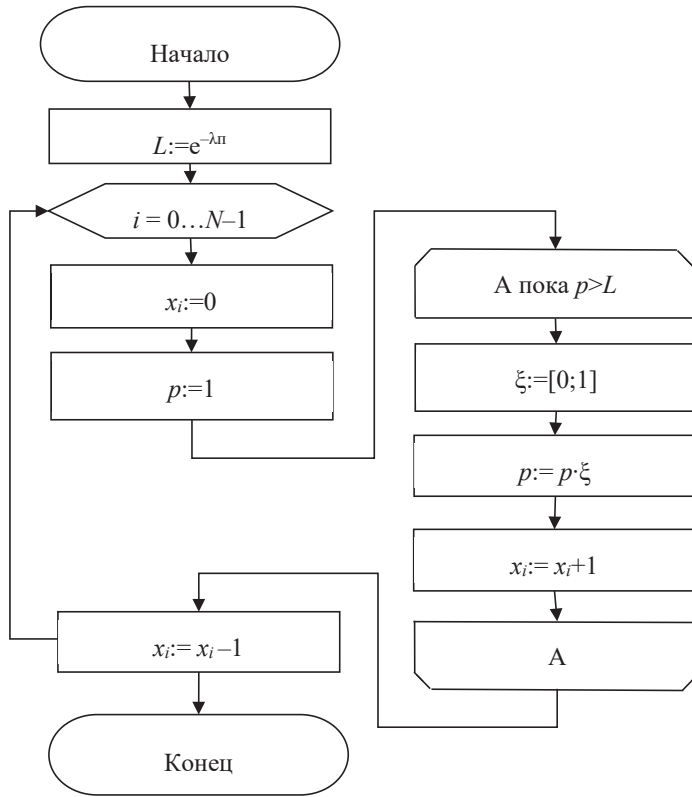 Начало
L:=e⁻λп
i = 0…N–1
xᵢ:=0
p:=1
А пока p>L
ξ:=[0;1]
p:= p·ξ
xᵢ:= xᵢ+1
А
xᵢ:= xᵢ –1
Конец